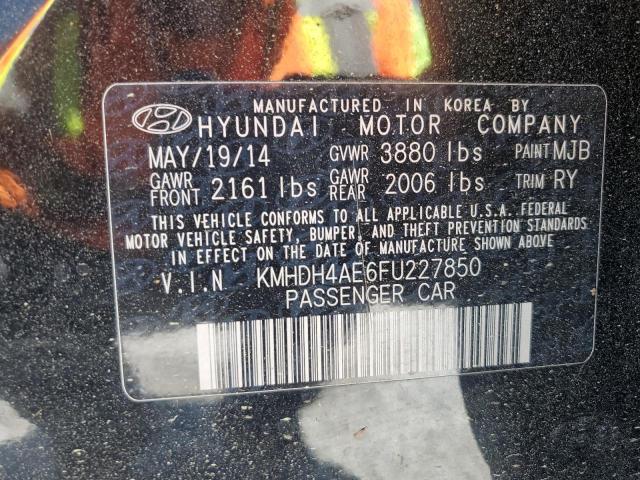 MANUFACTURED IN KOREA BY
HYUNDAI MOTOR COMPANY
MAY/19/14 GVWR 3880 lbs PAINT MJB
GAWR FRONT 2161 lbs GAWR REAR 2006 lbs TRIM RY
THIS VEHICLE CONFORMS TO ALL APPLICABLE U.S.A. FEDERAL
MOTOR VEHICLE SAFETY, BUMPER, AND THEFT PREVENTION STANDARDS
IN EFFECT ON THE DATE OF MANUFACTURE SHOWN ABOVE.
V.I.N KMHDH4AE6FU227850
PASSENGER CAR